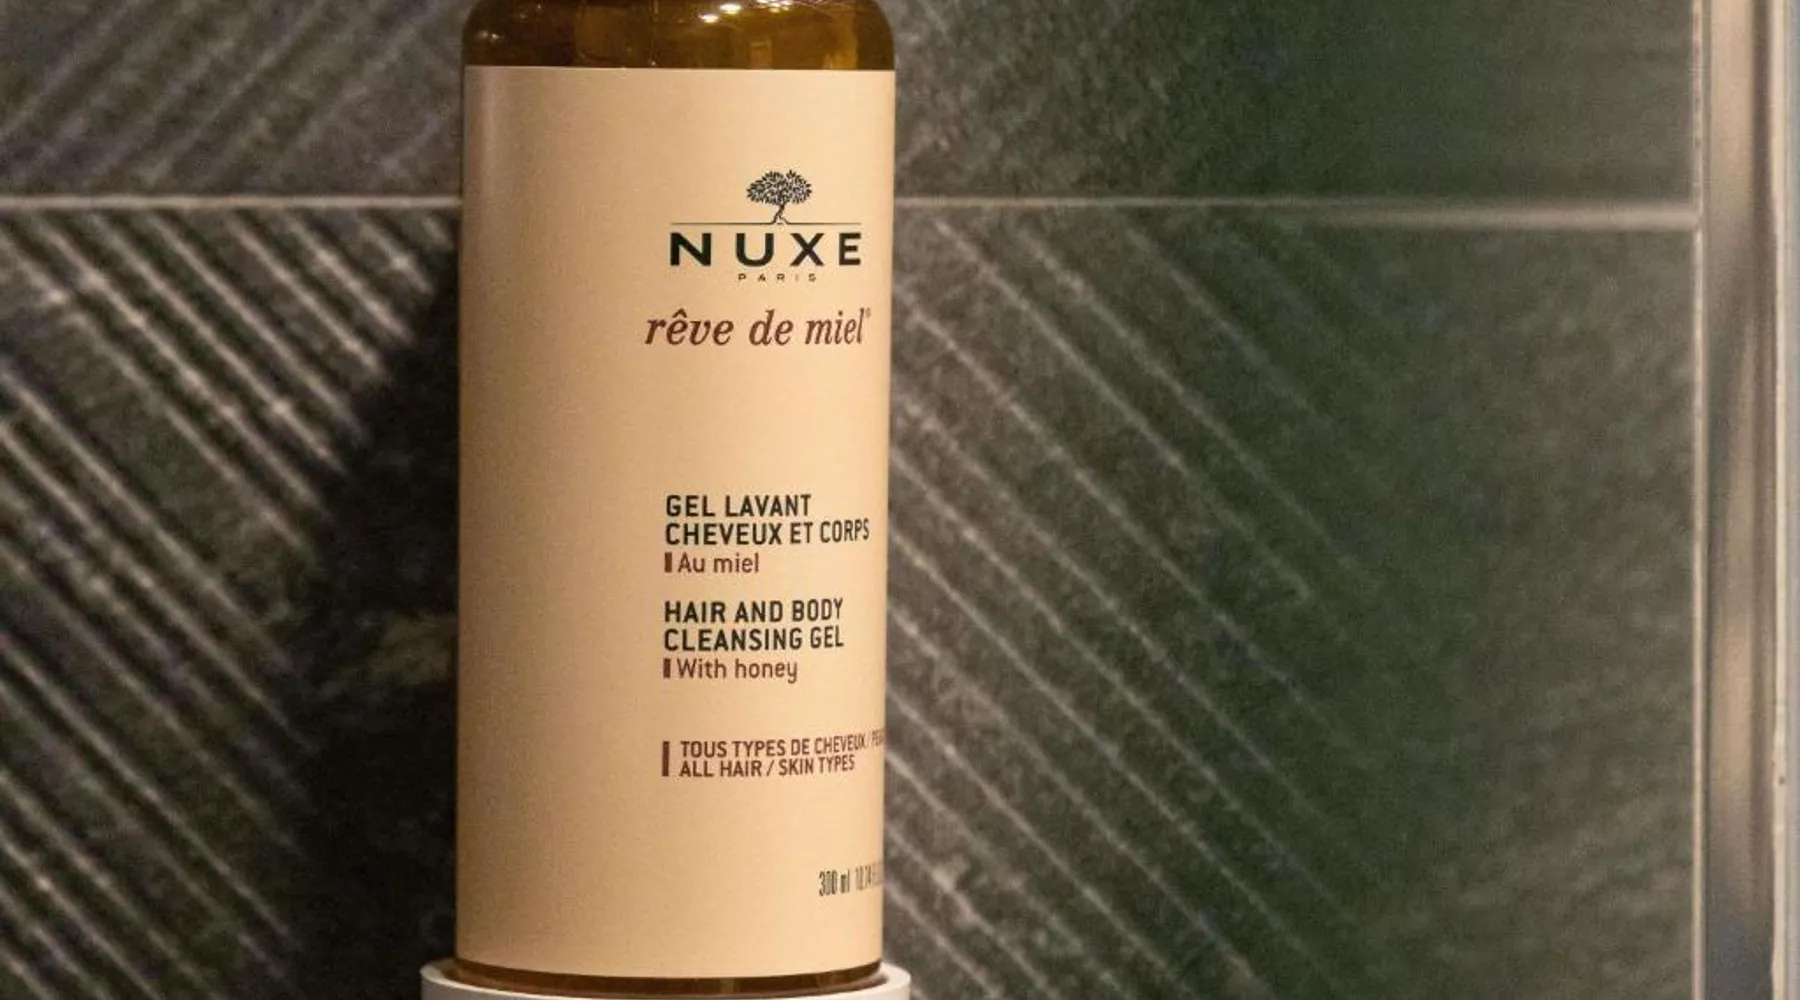 NUXE
PARIS
rêve de miel®
GEL LAVANT
CHEVEUX ET CORPS
Au miel
HAIR AND BODY
CLEANSING GEL
With honey
TOUS TYPES DE CHEVEUX /
ALL HAIR / SKIN TYPES
300 ml